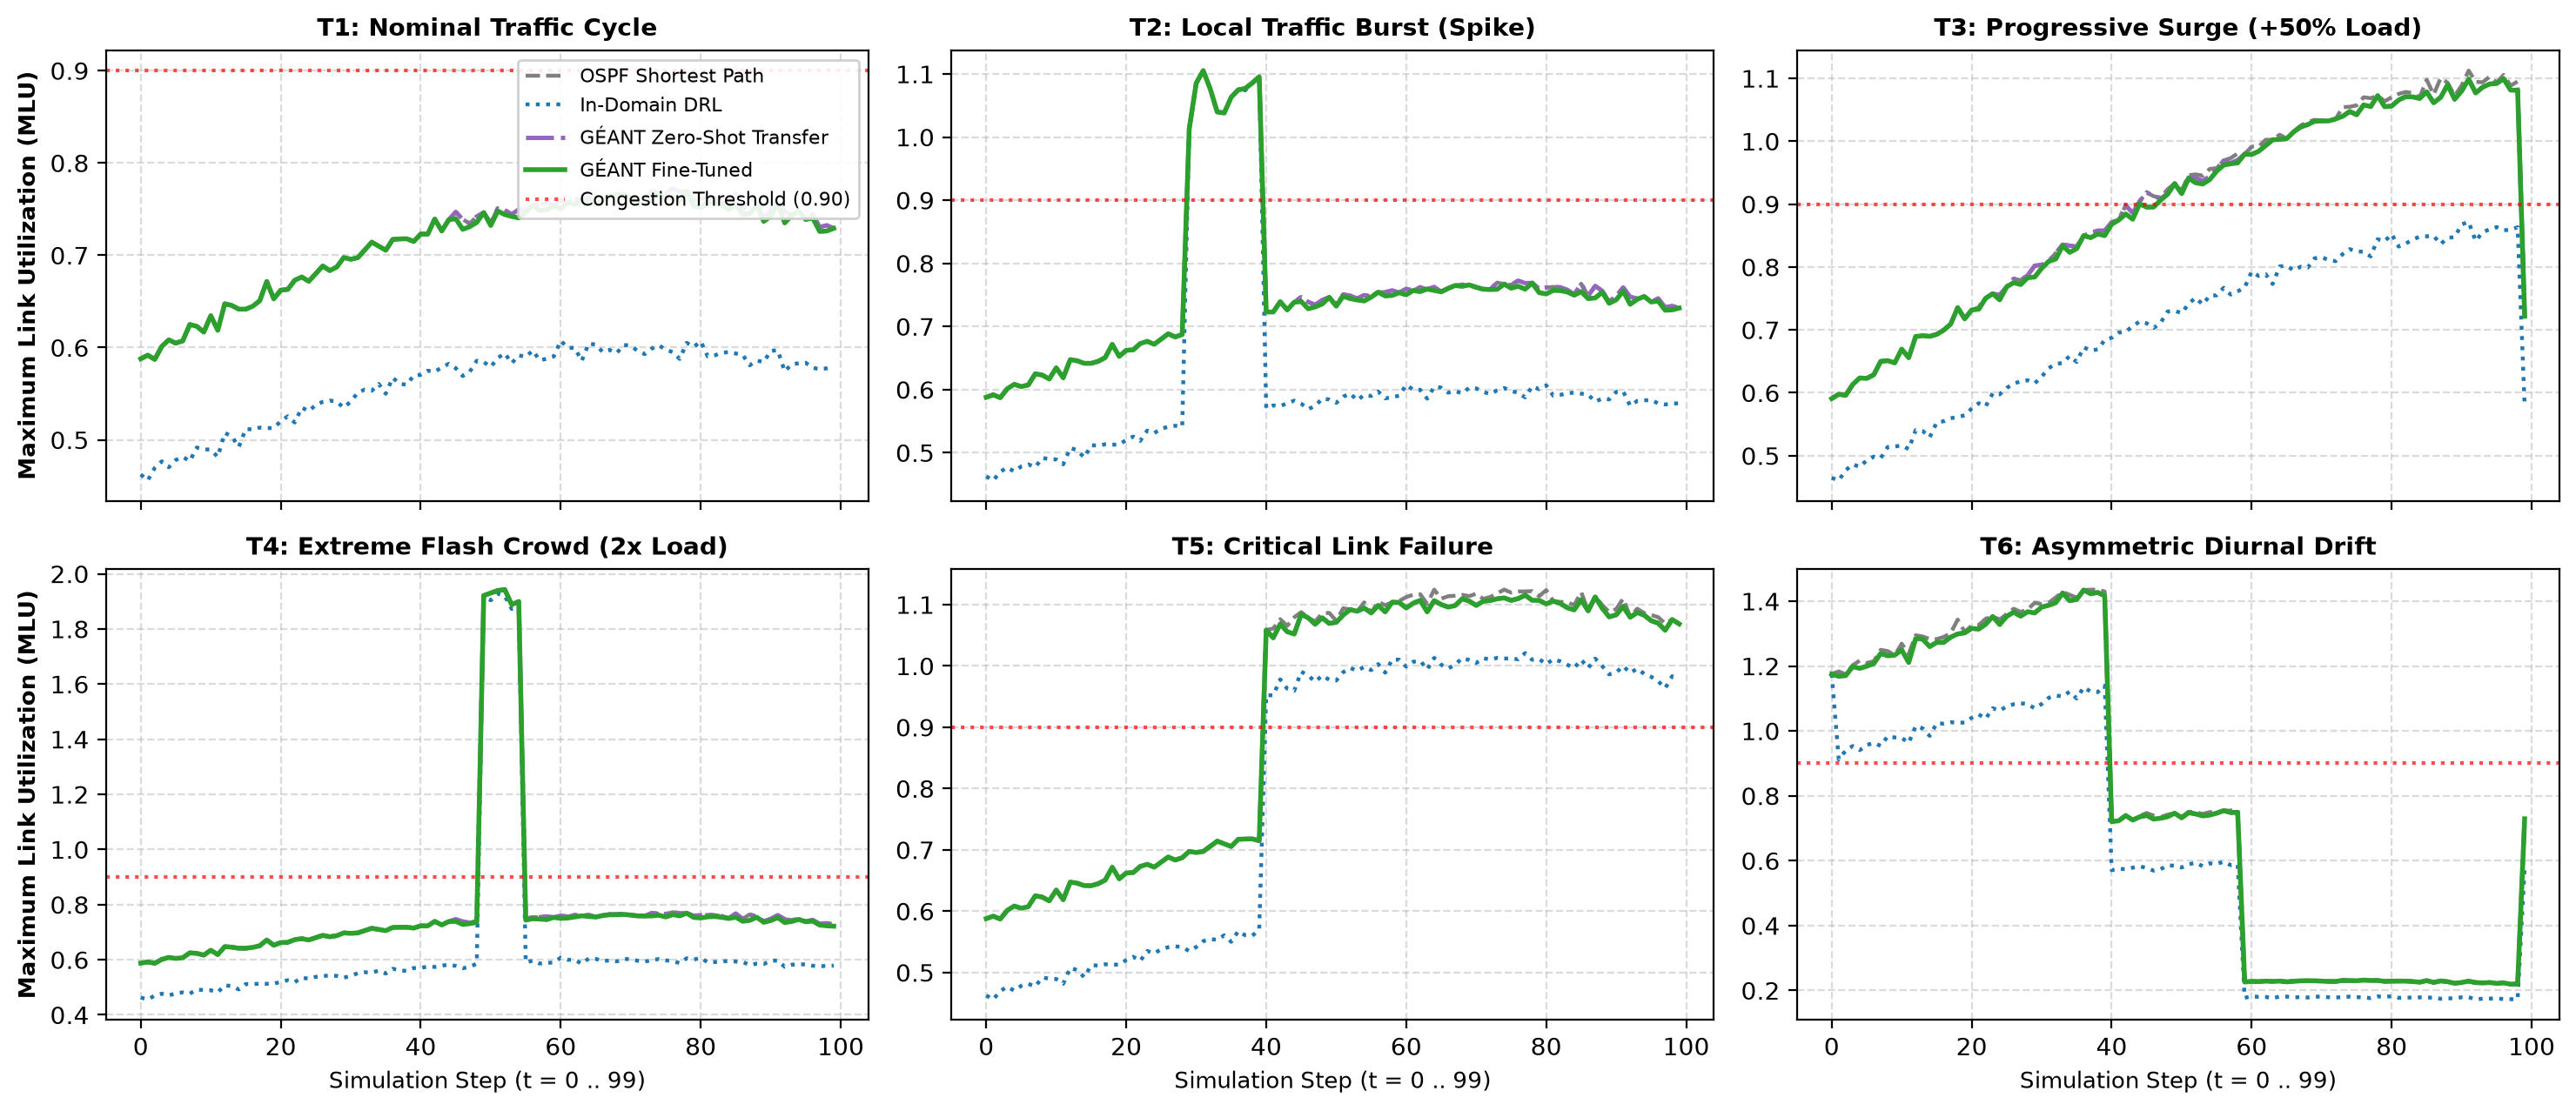 T1: Nominal Traffic Cycle
Maximum Link Utilization (MLU)
0.9
0.8
0.7
0.6
0.5
OSPF Shortest Path
In-Domain DRL
GÉANT Zero-Shot Transfer
GÉANT Fine-Tuned
Congestion Threshold (0.90)
T2: Local Traffic Burst (Spike)
1.1
1.0
0.9
0.8
0.7
0.6
0.5
T3: Progressive Surge (+50% Load)
1.1
1.0
0.9
0.8
0.7
0.6
0.5
T4: Extreme Flash Crowd (2x Load)
Maximum Link Utilization (MLU)
2.0
1.8
1.6
1.4
1.2
1.0
0.8
0.6
0.4
0 20 40 60 80 100
Simulation Step (t = 0 .. 99)
T5: Critical Link Failure
1.1
1.0
0.9
0.8
0.7
0.6
0.5
0 20 40 60 80 100
Simulation Step (t = 0 .. 99)
T6: Asymmetric Diurnal Drift
1.4
1.2
1.0
0.8
0.6
0.4
0.2
0 20 40 60 80 100
Simulation Step (t = 0 .. 99)